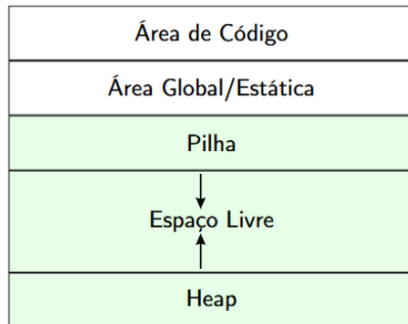 Área de Código
Área Global/Estática
Pilha
Espaço Livre
Heap